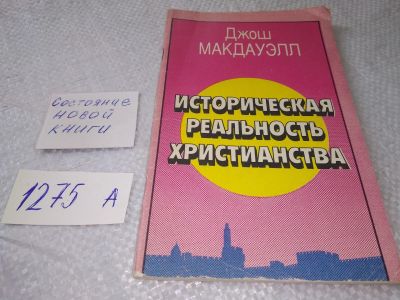 Джош
МАКДАУЭЛЛ
ИСТОРИЧЕСКАЯ
РЕАЛЬНОСТЬ
ХРИСТИАНСТВА
Состояние
НОВОЙ
КНИГИ
1275 А